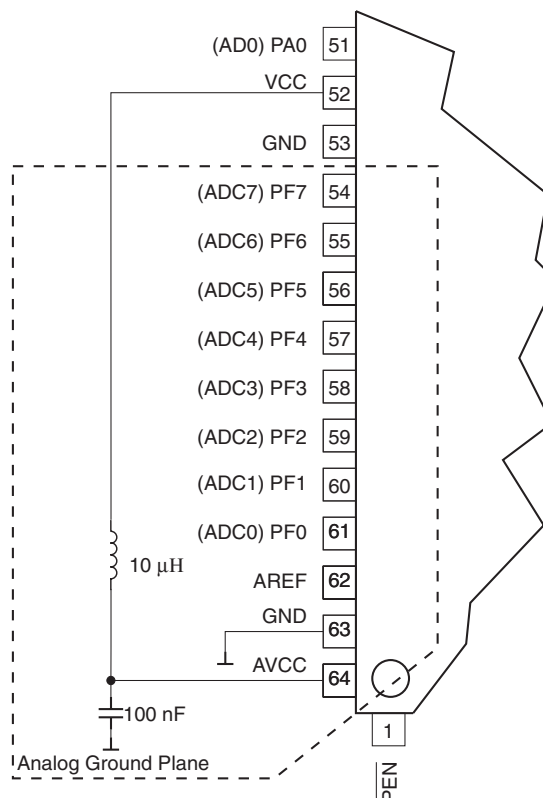 (AD0) PA0 51
VCC 52
GND 53
(ADC7) PF7 54
(ADC6) PF6 55
(ADC5) PF5 56
(ADC4) PF4 57
(ADC3) PF3 58
(ADC2) PF2 59
(ADC1) PF1 60
(ADC0) PF0 61
10 μH
AREF 62
GND 63
AVCC 64
100 nF
1
Analog Ground Plane
PEN